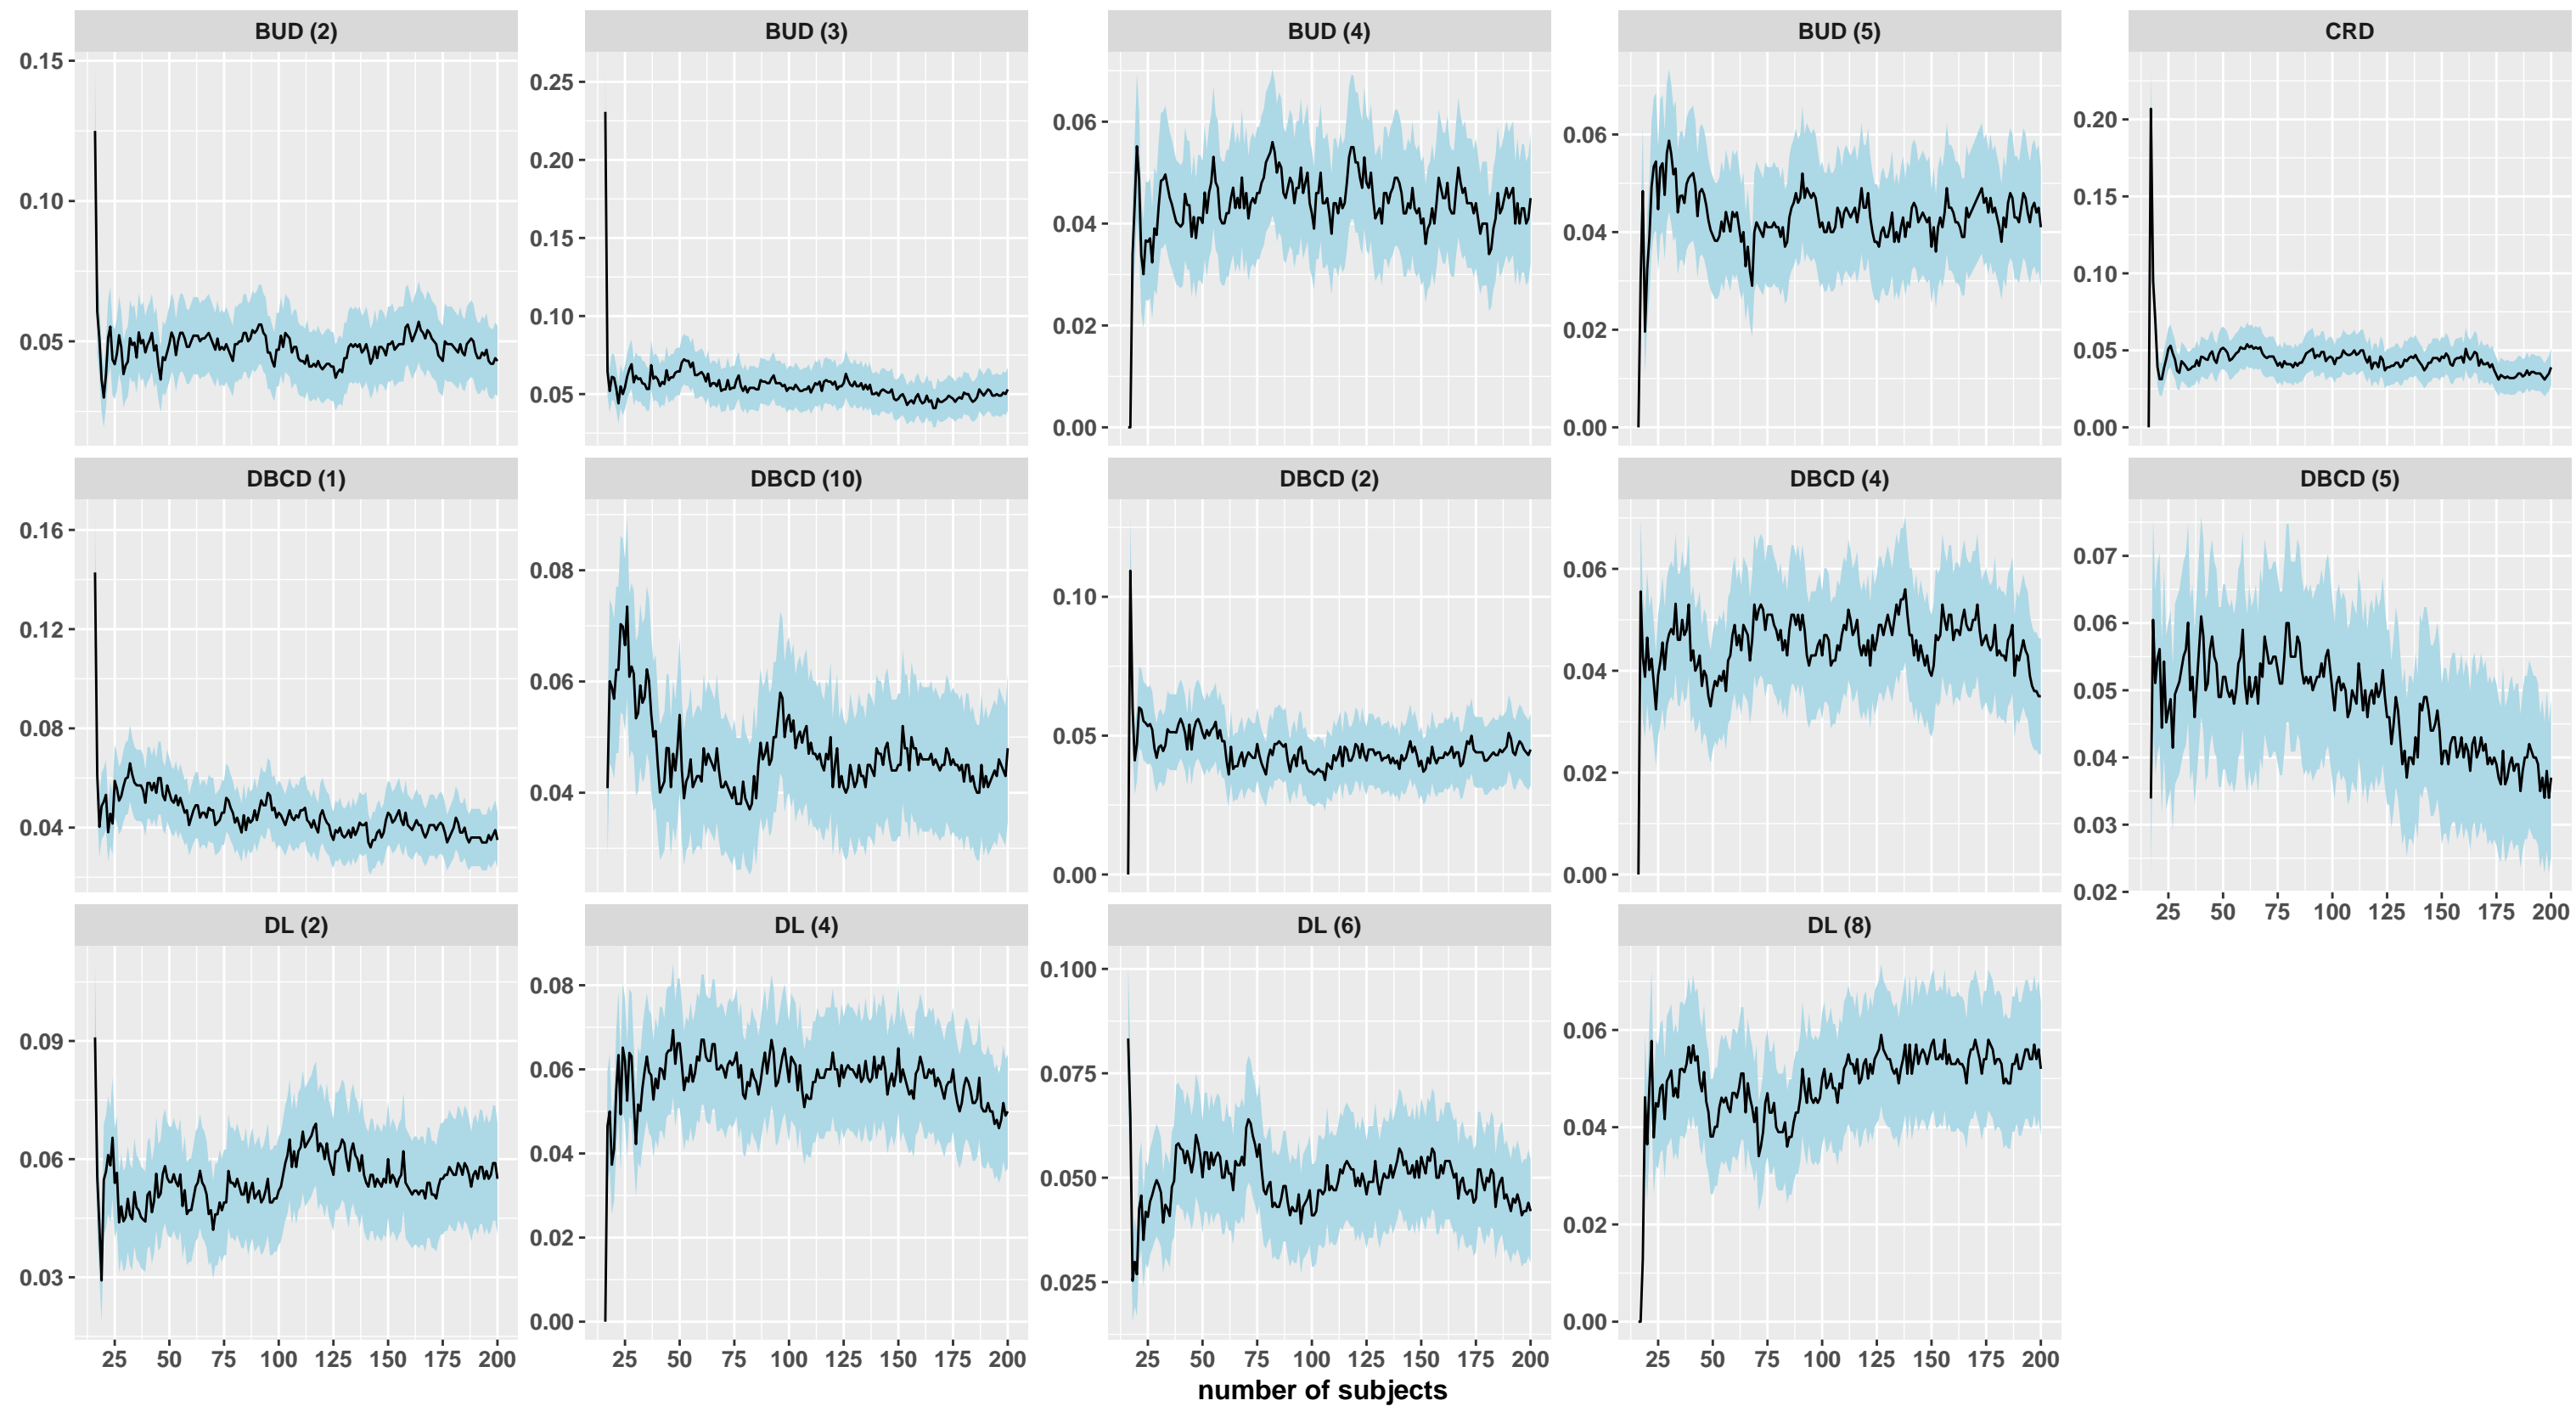 BUD (2)
BUD (3)
BUD (4)
BUD (5)
CRD
0.15
0.10
0.05
0.25
0.20
0.15
0.10
0.05
0.06
0.04
0.02
0.00
0.06
0.04
0.02
0.00
0.20
0.15
0.10
0.05
0.00
DBCD (1)
DBCD (10)
DBCD (2)
DBCD (4)
DBCD (5)
0.16
0.12
0.08
0.04
0.08
0.06
0.04
0.10
0.05
0.00
0.06
0.04
0.02
0.00
0.07
0.06
0.05
0.04
0.03
0.02
25 50 75 100 125 150 175 200
DL (2)
DL (4)
DL (6)
DL (8)
0.09
0.06
0.03
0.08
0.06
0.04
0.02
0.00
0.100
0.075
0.050
0.025
0.06
0.04
0.02
0.00
25 50 75 100 125 150 175 200
25 50 75 100 125 150 175 200
25 50 75 100 125 150 175 200
25 50 75 100 125 150 175 200
number of subjects